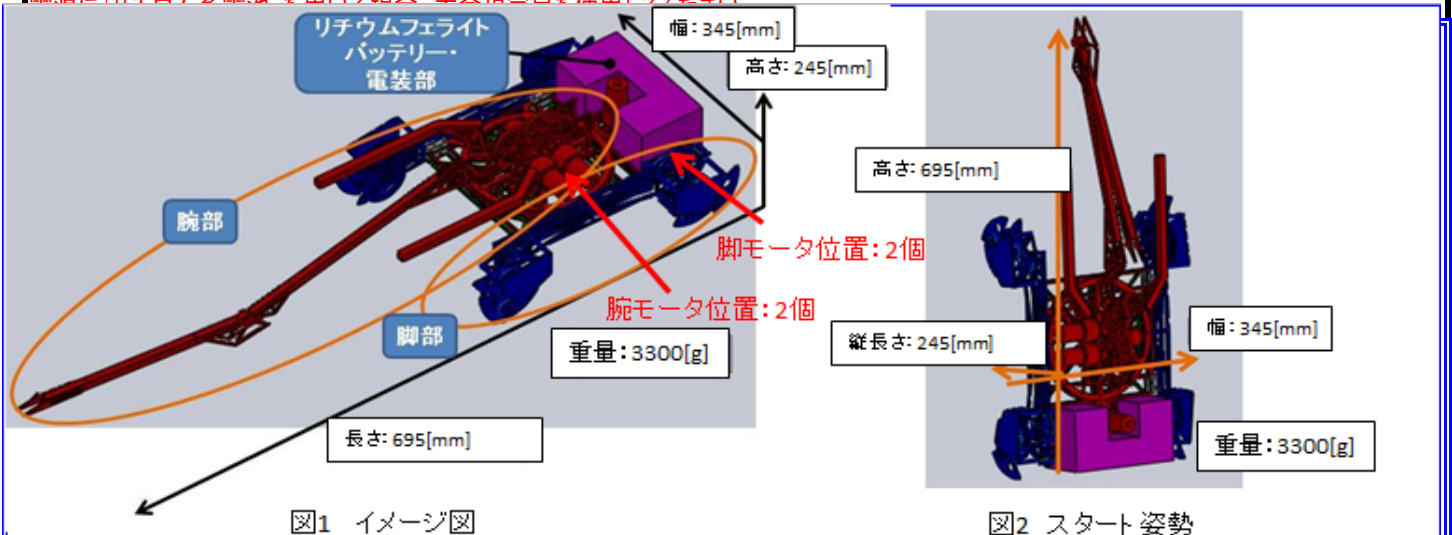 リチウムフェライト
バッテリー・
電装部
幅:345[mm]
高さ:245[mm]
腕部
脚モータ位置:2個
腕モータ位置:2個
脚部
重量:3300[g]
長さ:695[mm]
図1 イメージ図
高さ:695[mm]
縦長さ:245[mm]
幅:345[mm]
重量:3300[g]
図2 スタート姿勢